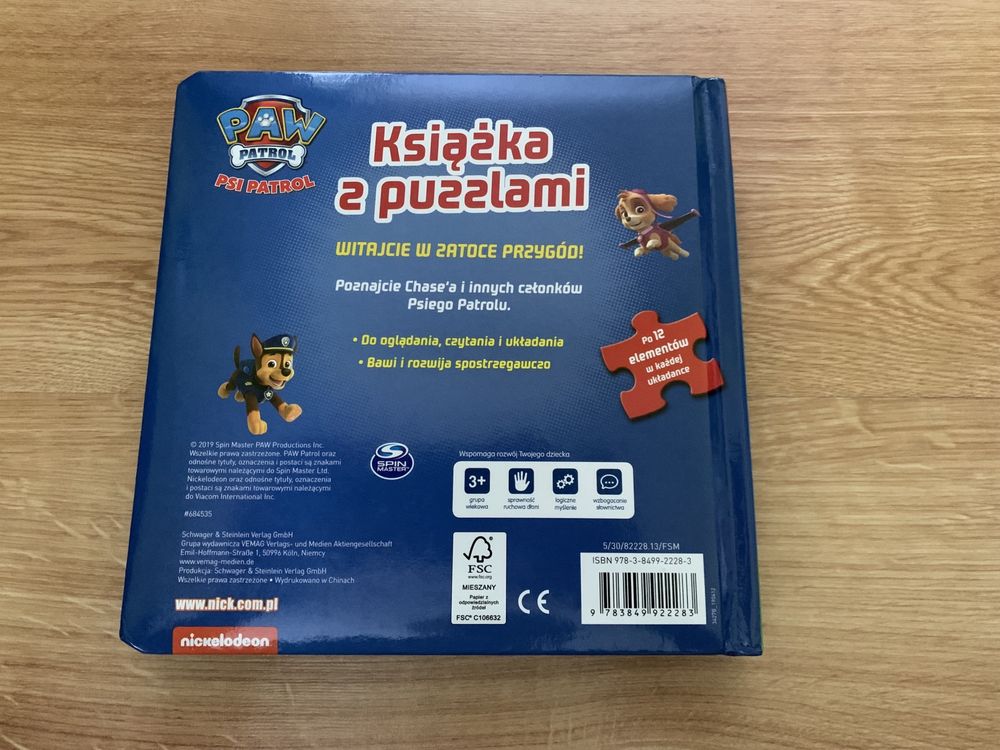 PAW
PATROL
PSI PATROL
Książka
z puzzlami
WITAJCIE W ZATOCE PRZYGÓD!
Poznajcie Chase'a i innych członków
Psiego Patrolu.
• Do oglądania, czytania i układania
• Bawi i rozwija spostrzegawczo
Po 12
elementów
w każdej
układance
© 2019 Spin Master PAW Productions Inc.
Wszelkie prawa zastrzeżone. PAW Patrol oraz
odnośne tytuły, oznaczenia i postaci są znakami
towarowymi należącymi do Spin Master Ltd.
Nickelodeon oraz odnośne tytuły, oznaczenia
i postaci są znakami towarowymi należącymi
do Viacom International Inc.
#684535
SPIN
MASTER
Wspomaga rozwój Twojego dziecka
3+
grupa
wiekowa
sprawność
ruchowa dłoni
logiczne
myślenie
wzbogacanie
słownictwa
Schwager & Steinlein Verlag GmbH
Grupa wydawnicza VEMAG Verlags- und Medien Aktiengesellschaft
Emil-Hoffmann-Straße 1, 50996 Köln, Niemcy
www.vemag-medien.de
Produkcja: Schwager & Steinlein Verlag GmbH
Wszelkie prawa zastrzeżone • Wydrukowano w Chinach
www.nick.com.pl
nickelodeon
FSC
www.fsc.org
MIESZANY
Papier z
odpowiedzialnych
źródeł
FSC® C106632
CE
5/30/82228.13/FSM
ISBN 978-3-8499-2228-3
9 783849 922283